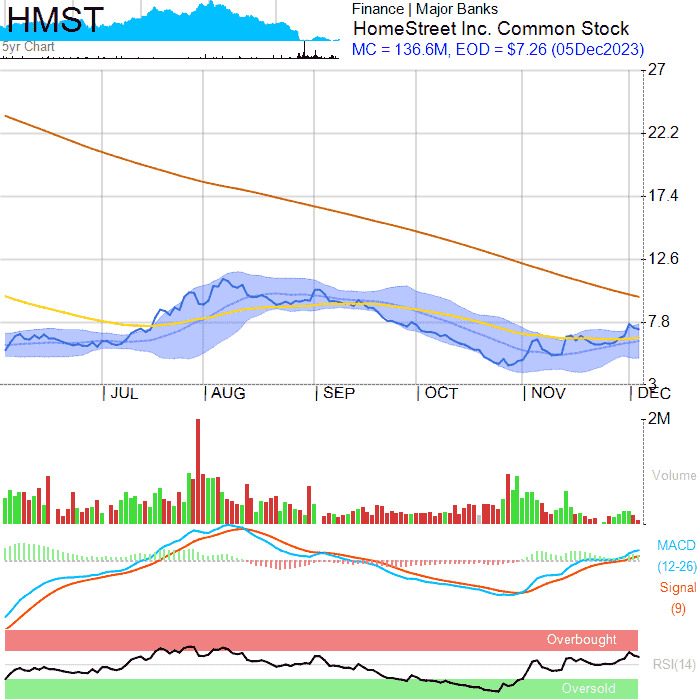 HMST
5yr Chart
Finance | Major Banks
HomeStreet Inc. Common Stock
MC = 136.6M, EOD = $7.26 (05Dec2023)
27
22.2
17.4
12.6
7.8
3
JUL AUG SEP OCT NOV DEC
2M
Volume
MACD
(12-26)
Signal
(9)
Overbought
RSI(14)
Oversold